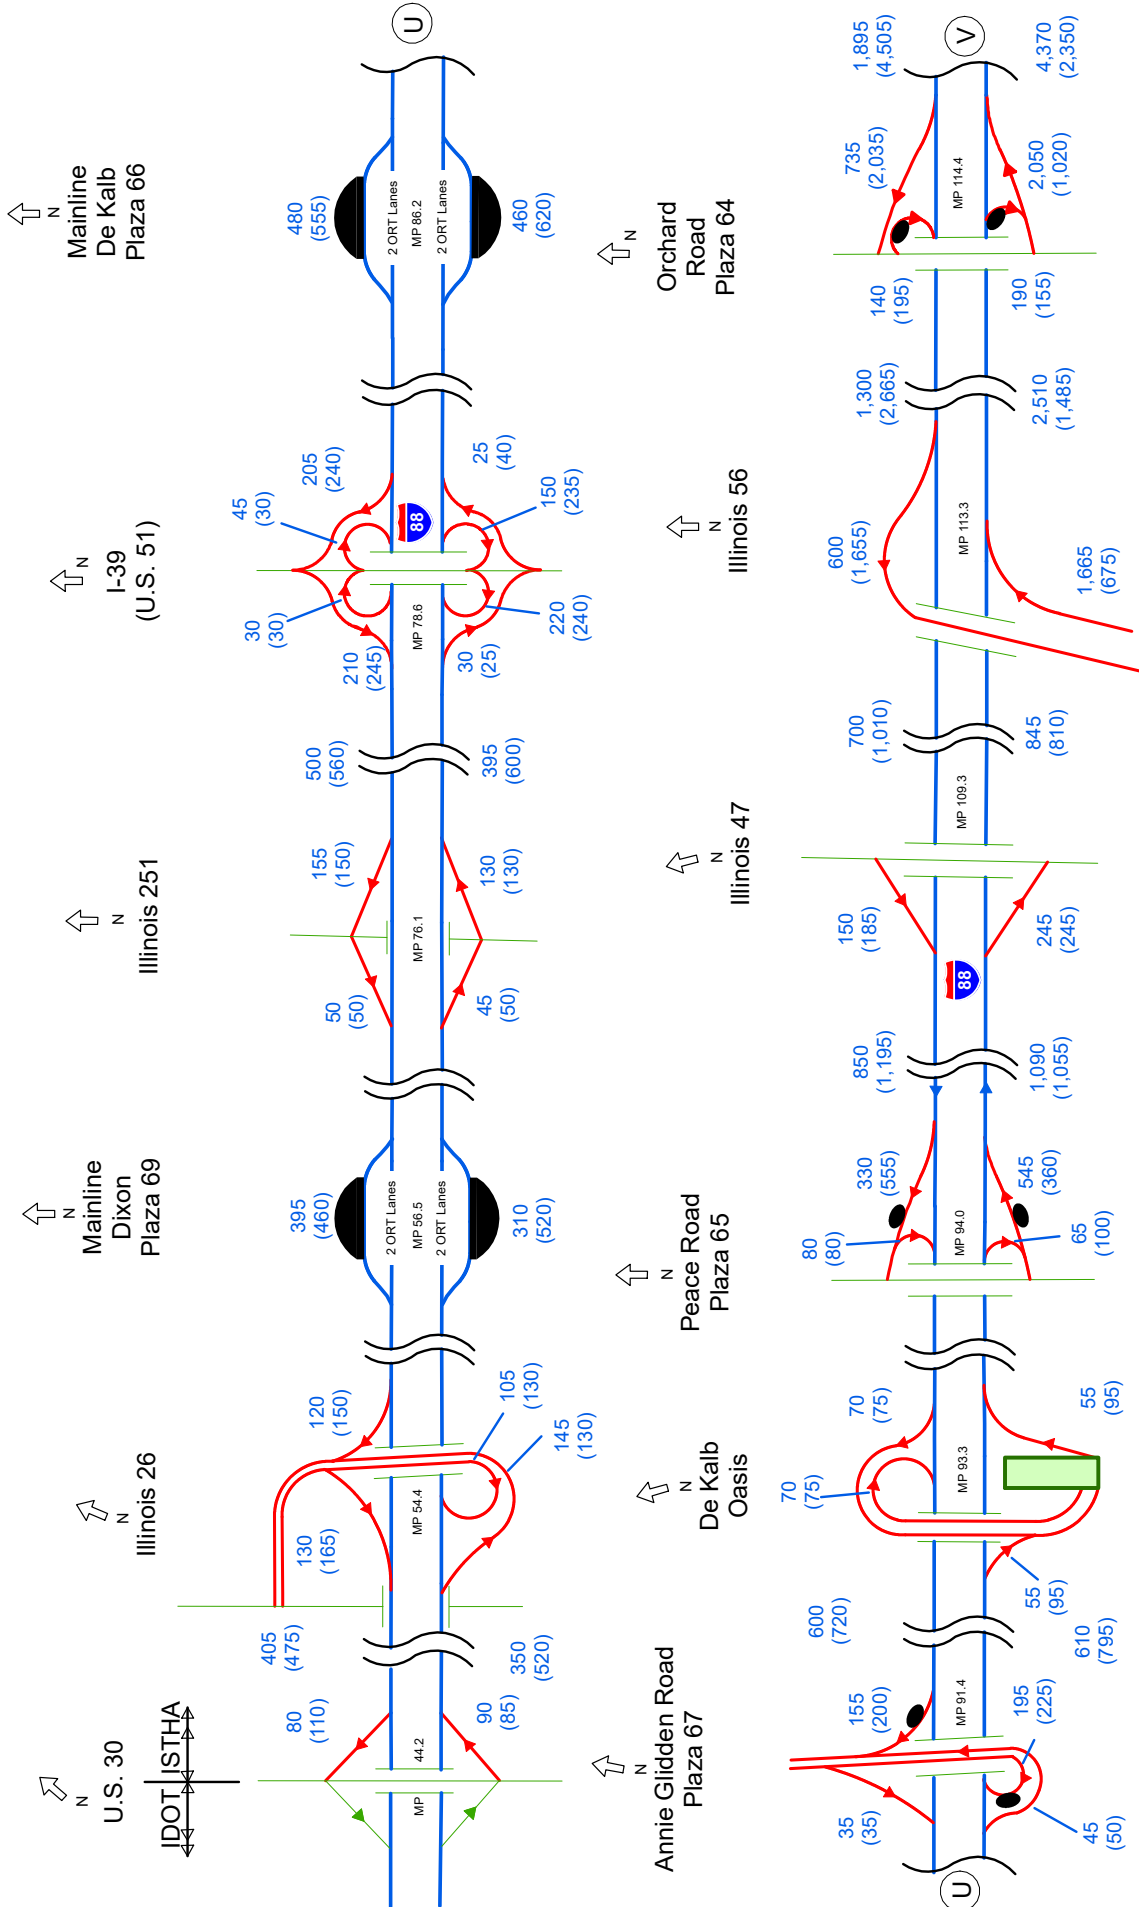 U.S. 30
N
IDOT
ISTHA
80
(110)
MP
44.2
90
(85)
405
(475)
350
(520)
Illinois 26
N
130
(165)
120
(150)
MP 54.4
105
(130)
145
(130)
Mainline
Dixon
Plaza 69
N
395
(460)
2 ORT Lanes
MP 56.5
2 ORT Lanes
310
(520)
Illinois 251
N
50
(50)
155
(150)
MP 76.1
45
(50)
130
(130)
500
(560)
395
(600)
I-39
(U.S. 51)
N
30
(30)
45
(30)
210
(245)
205
(240)
MP 78.6
88
30
(25)
220
(240)
150
(235)
25
(40)
Mainline
De Kalb
Plaza 66
N
480
(555)
2 ORT Lanes
MP 86.2
2 ORT Lanes
460
(620)
U
Annie Glidden Road
Plaza 67
N
U
35
(35)
155
(200)
MP 91.4
45
(50)
195
(225)
600
(720)
610
(795)
De Kalb
Oasis
N
70
(75)
70
(75)
MP 93.3
55
(95)
55
(95)
Peace Road
Plaza 65
N
80
(80)
330
(555)
MP 94.0
65
(100)
545
(360)
850
(1,195)
1,090
(1,055)
Illinois 47
N
150
(185)
88
245
(245)
MP 109.3
700
(1,010)
845
(810)
Illinois 56
N
600
(1,655)
MP 113.3
1,665
(675)
1,300
(2,665)
2,510
(1,485)
Orchard
Road
Plaza 64
N
140
(195)
735
(2,035)
MP 114.4
190
(155)
2,050
(1,020)
1,895
(4,505)
4,370
(2,350)
V